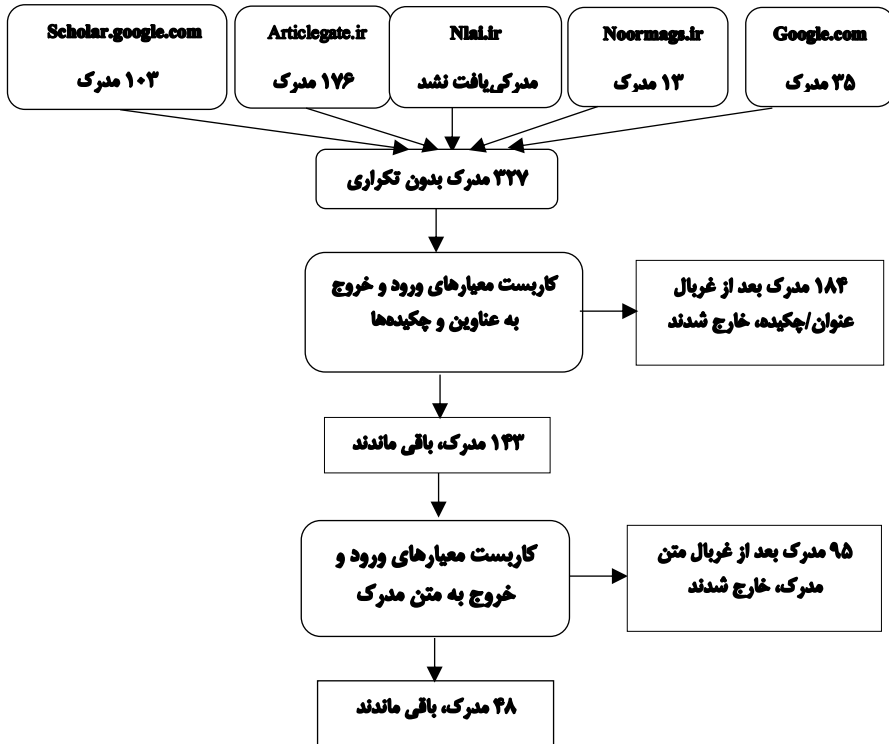 Scholar.google.com
۱۰۳ مدرک
Articlegate.ir
۱۷۶ مدرک
Nlai.ir
مدرکی‌یافت نشد
Noormags.ir
۱۳ مدرک
Google.com
۳۵ مدرک
۳۲۷ مدرک بدون تکراری
کاربست معیارهای ورود و خروج
به عناوین و چکیده‌ها
۱۸۴ مدرک بعد از غربال
عنوان/چکیده، خارج شدند
۱۴۳ مدرک، باقی ماندند
کاربست معیارهای ورود و
خروج به متن مدرک
۹۵ مدرک بعد از غربال متن
مدرک، خارج شدند
۴۸ مدرک، باقی ماندند